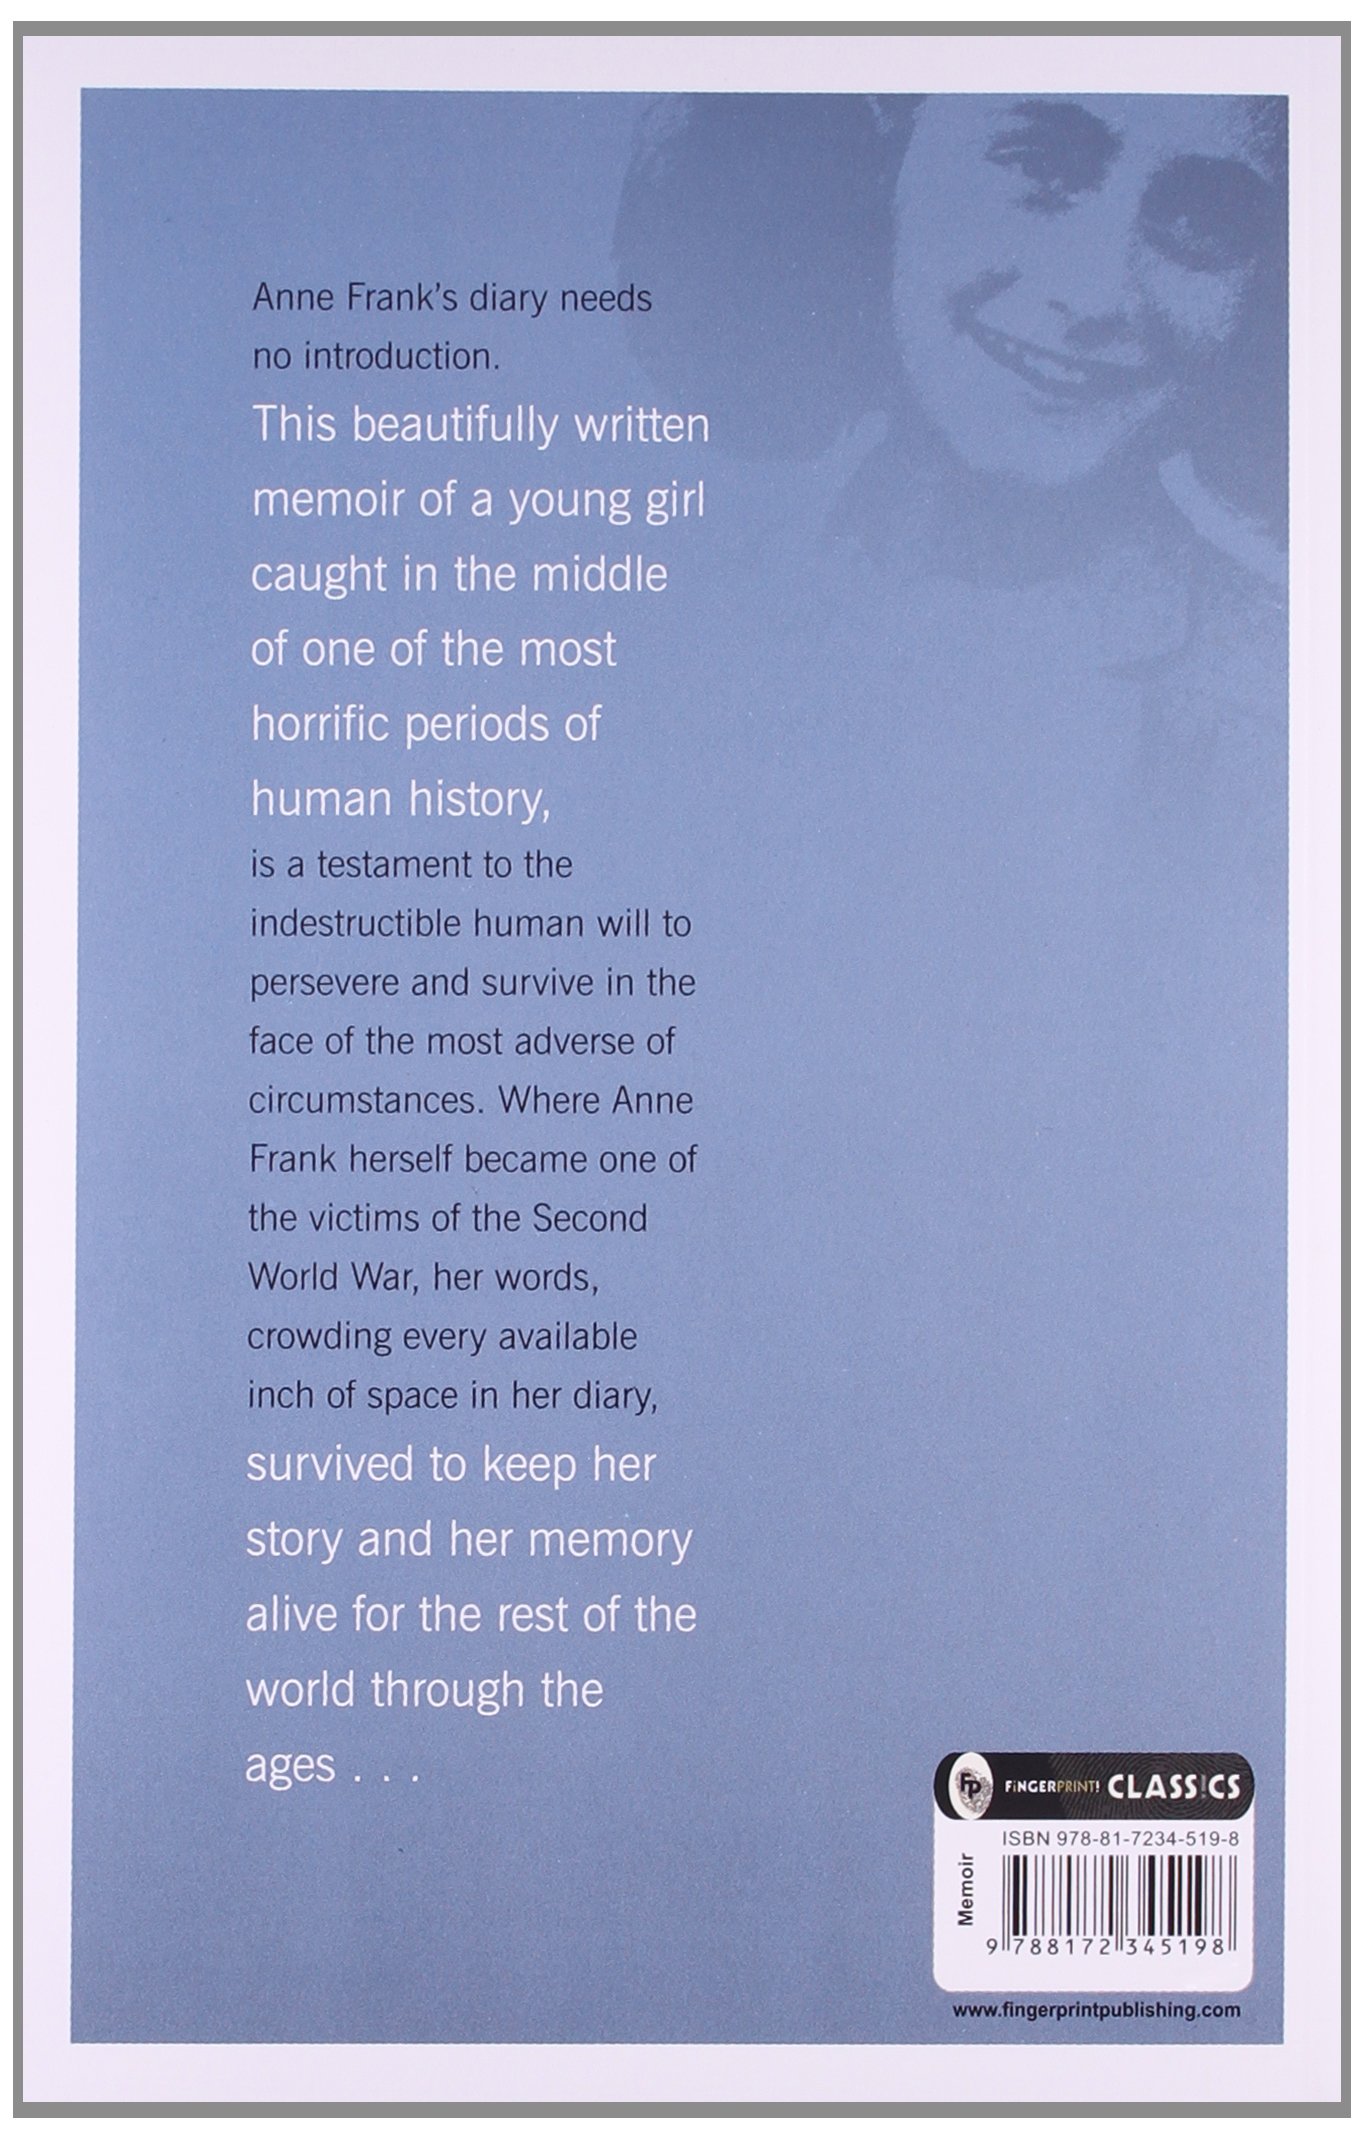 Anne Frank’s diary needs
no introduction.
This beautifully written
memoir of a young girl
caught in the middle
of one of the most
horrific periods of
human history,
is a testament to the
indestructible human will to
persevere and survive in the
face of the most adverse of
circumstances. Where Anne
Frank herself became one of
the victims of the Second
World War, her words,
crowding every available
inch of space in her diary,
survived to keep her
story and her memory
alive for the rest of the
world through the
ages . . .
FP FiNGERPRINT! CLASS!CS
ISBN 978-81-7234-519-8
Memoir
9 788172 345198
www.fingerprintpublishing.com